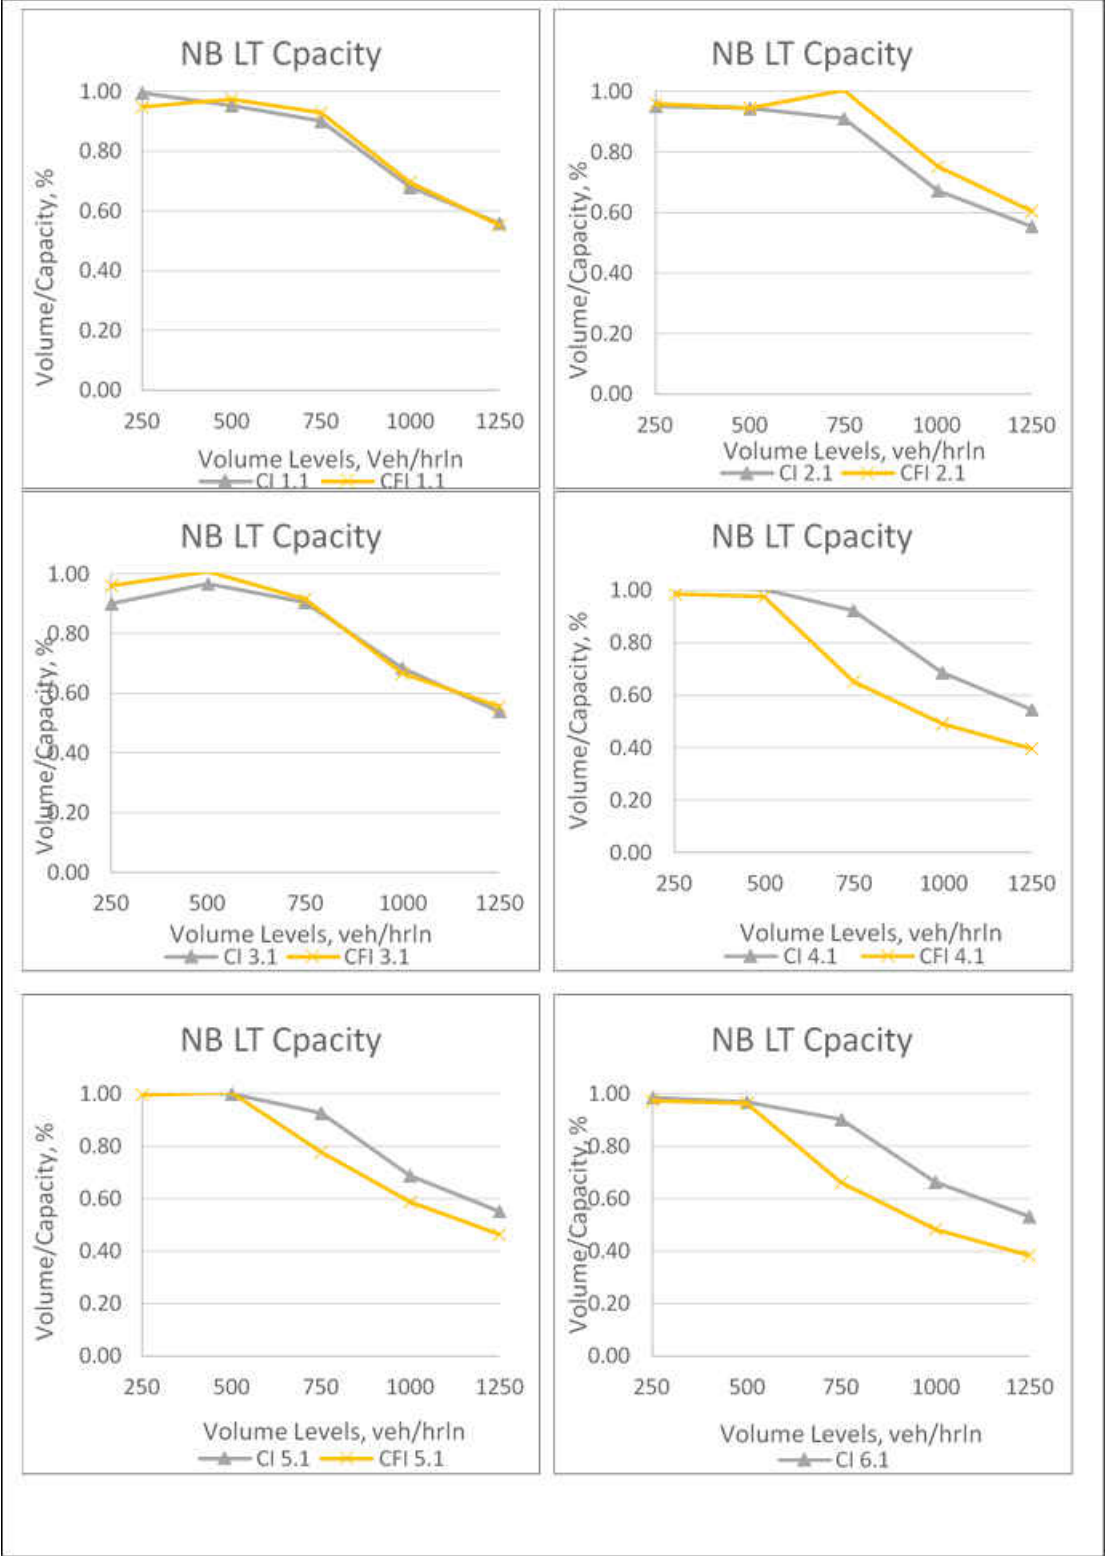 NB LT Cpacity
1.00
0.80
0.60
0.40
0.20
0.00
Volume/Capacity, %
250 500 750 1000 1250
Volume Levels, Veh/hrln
CI 1.1 CFI 1.1
NB LT Cpacity
1.00
0.80
0.60
0.40
0.20
0.00
Volume/Capacity, %
250 500 750 1000 1250
Volume Levels, veh/hrln
CI 2.1 CFI 2.1
NB LT Cpacity
1.00
0.80
0.60
0.40
0.20
0.00
Volume/Capacity, %
250 500 750 1000 1250
Volume Levels, veh/hrln
CI 3.1 CFI 3.1
NB LT Cpacity
1.00
0.80
0.60
0.40
0.20
0.00
Volume/Capacity, %
250 500 750 1000 1250
Volume Levels, veh/hrln
CI 4.1 CFI 4.1
NB LT Cpacity
1.00
0.80
0.60
0.40
0.20
0.00
Volume/Capacity, %
250 500 750 1000 1250
Volume Levels, veh/hrln
CI 5.1 CFI 5.1
NB LT Cpacity
1.00
0.80
0.60
0.40
0.20
0.00
Volume/Capacity, %
250 500 750 1000 1250
Volume Levels, veh/hrln
CI 6.1